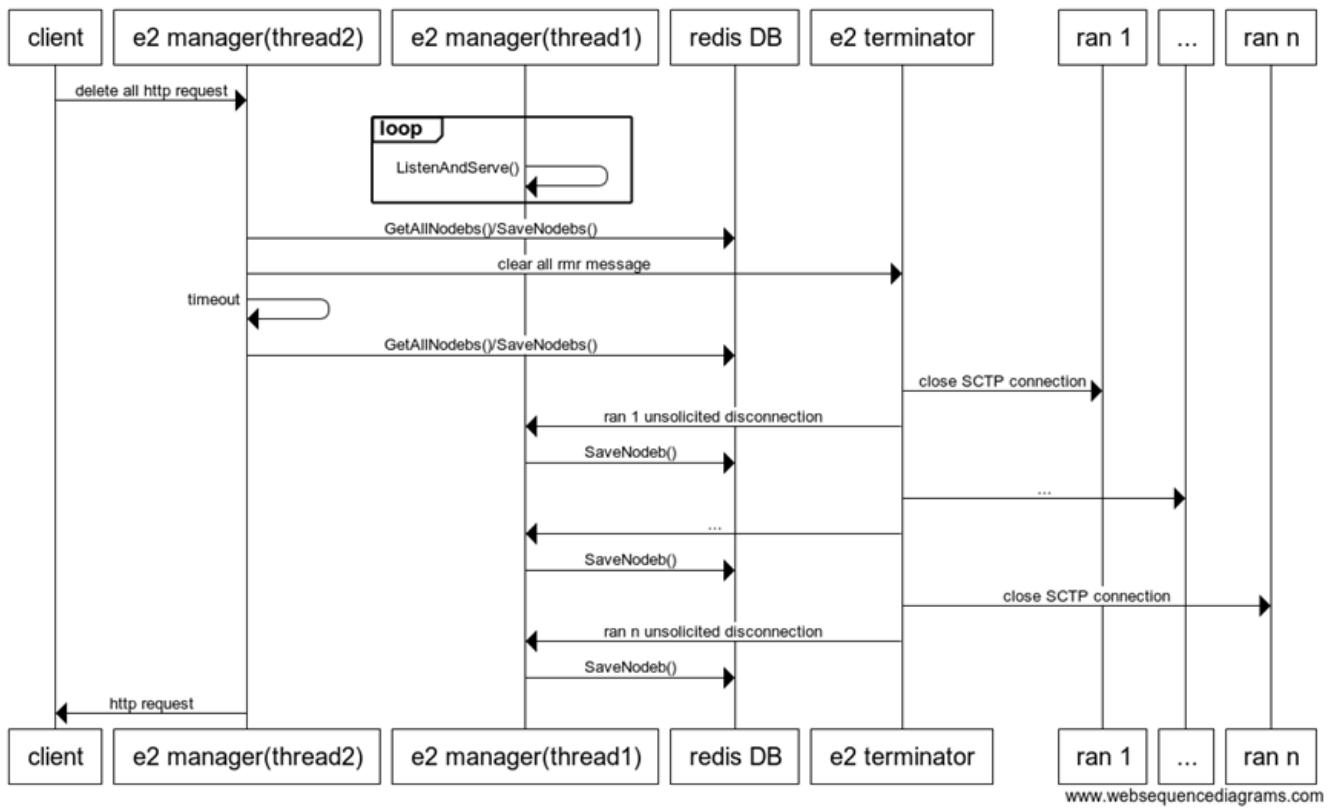 client e2 manager(thread2) e2 manager(thread1) redis DB e2 terminator ran 1 ... ran n
delete all http request
loop
ListenAndServe()
GetAllNodebs()/SaveNodebs()
clear all rmr message
timeout
GetAllNodebs()/SaveNodebs()
close SCTP connection
ran 1 unsolicited disconnection
SaveNodeb()
...
...
SaveNodeb()
close SCTP connection
ran n unsolicited disconnection
SaveNodeb()
http request
client e2 manager(thread2) e2 manager(thread1) redis DB e2 terminator ran 1 ... ran n
www.websequencediagrams.com